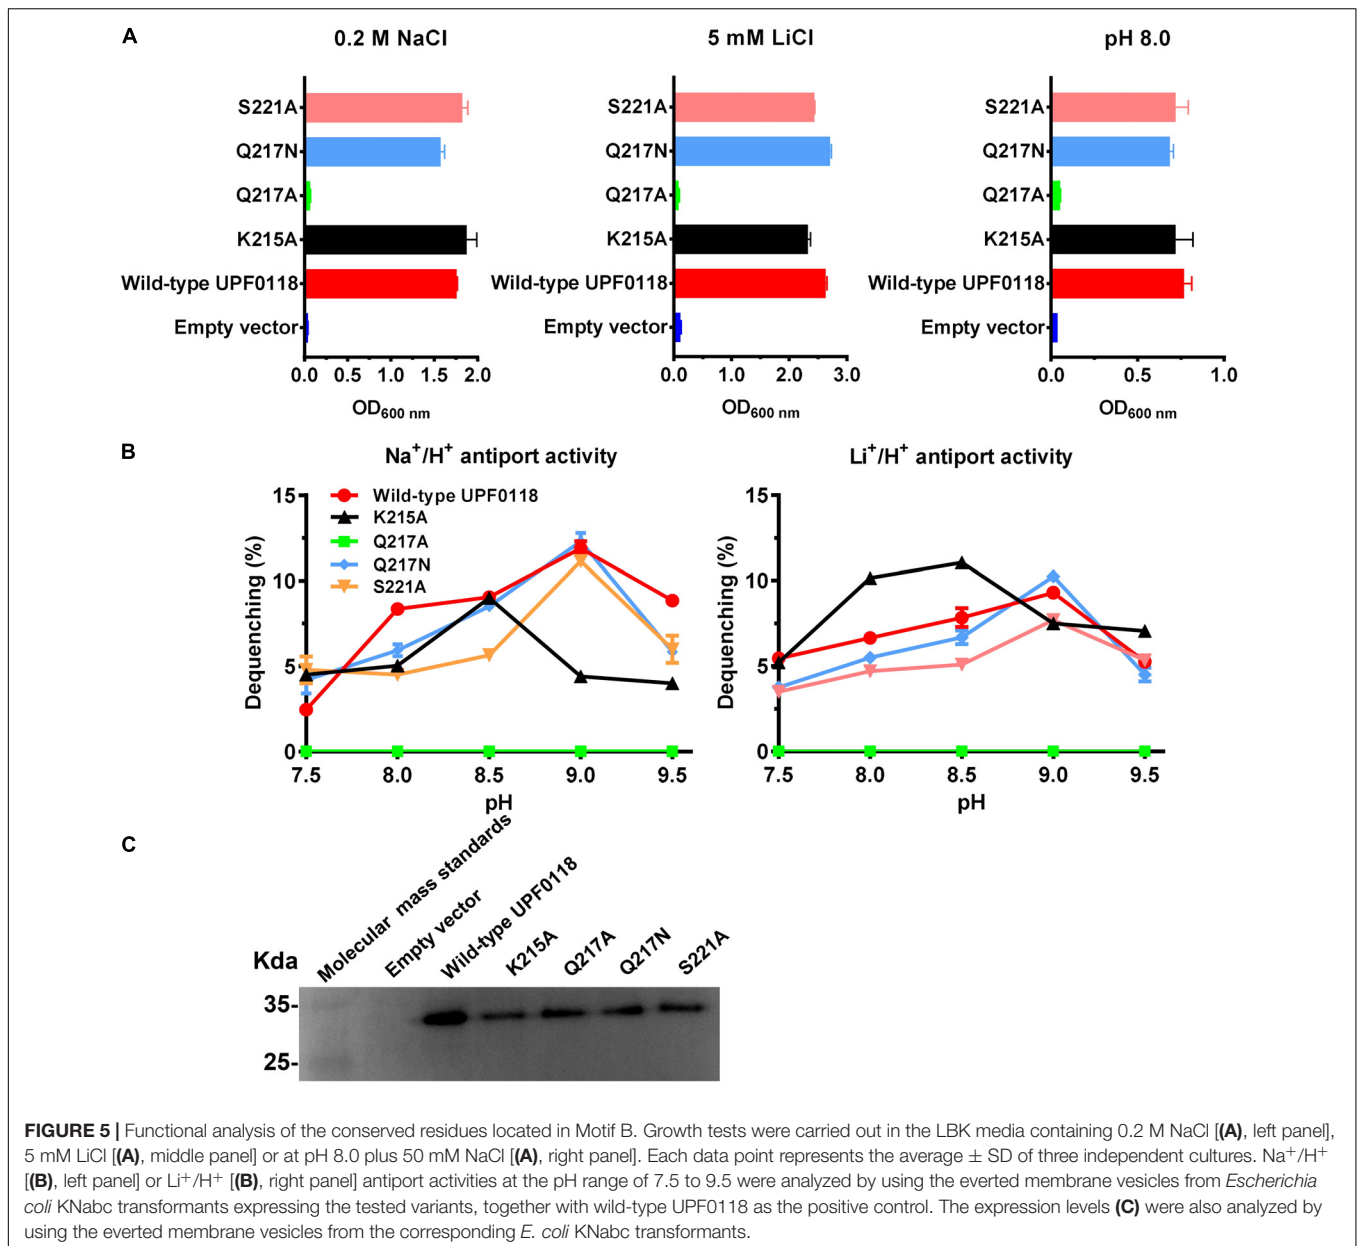 A
0.2 M NaCl
5 mM LiCl
pH 8.0
S221A
Q217N
Q217A
K215A
Wild-type UPF0118
Empty vector
0.0 0.5 1.0 1.5 2.0
OD600 nm
S221A
Q217N
Q217A
K215A
Wild-type UPF0118
Empty vector
0.0 1.0 2.0 3.0
OD600 nm
S221A
Q217N
Q217A
K215A
Wild-type UPF0118
Empty vector
0.0 0.5 1.0
OD600 nm
B
Na+/H+ antiport activity
Dequenching (%)
15
10
5
0
Wild-type UPF0118
K215A
Q217A
Q217N
S221A
7.5 8.0 8.5 9.0 9.5
pH
Li+/H+ antiport activity
Dequenching (%)
15
10
5
0
7.5 8.0 8.5 9.0 9.5
pH
C
Kda
Molecular mass standards
Empty vector
Wild-type UPF0118
K215A
Q217A
Q217N
S221A
35-
25-
FIGURE 5 | Functional analysis of the conserved residues located in Motif B. Growth tests were carried out in the LBK media containing 0.2 M NaCl [(A), left panel],
5 mM LiCl [(A), middle panel] or at pH 8.0 plus 50 mM NaCl [(A), right panel]. Each data point represents the average ± SD of three independent cultures. Na+/H+
[(B), left panel] or Li+/H+ [(B), right panel] antiport activities at the pH range of 7.5 to 9.5 were analyzed by using the everted membrane vesicles from Escherichia
coli KNabc transformants expressing the tested variants, together with wild-type UPF0118 as the positive control. The expression levels (C) were also analyzed by
using the everted membrane vesicles from the corresponding E. coli KNabc transformants.